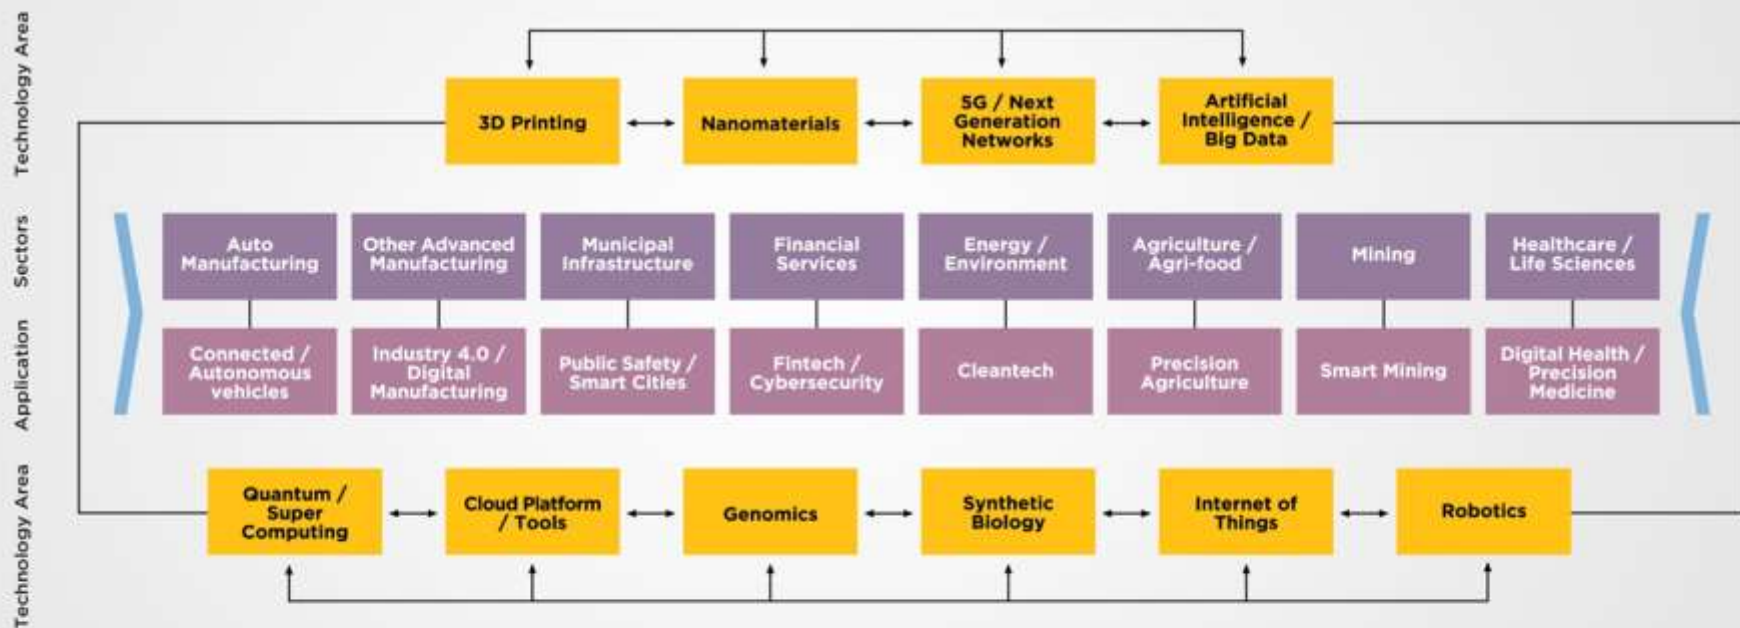 Technology Area
3D Printing
Nanomaterials
5G / Next
Generation
Networks
Artificial
Intelligence /
Big Data
Sectors
Auto
Manufacturing
Other Advanced
Manufacturing
Municipal
Infrastructure
Financial
Services
Energy /
Environment
Agriculture /
Agri-food
Mining
Healthcare /
Life Sciences
Application
Connected /
Autonomous
vehicles
Industry 4.0 /
Digital
Manufacturing
Public Safety /
Smart Cities
Fintech /
Cybersecurity
Cleantech
Precision
Agriculture
Smart Mining
Digital Health /
Precision
Medicine
Technology Area
Quantum /
Super
Computing
Cloud Platform
/ Tools
Genomics
Synthetic
Biology
Internet of
Things
Robotics